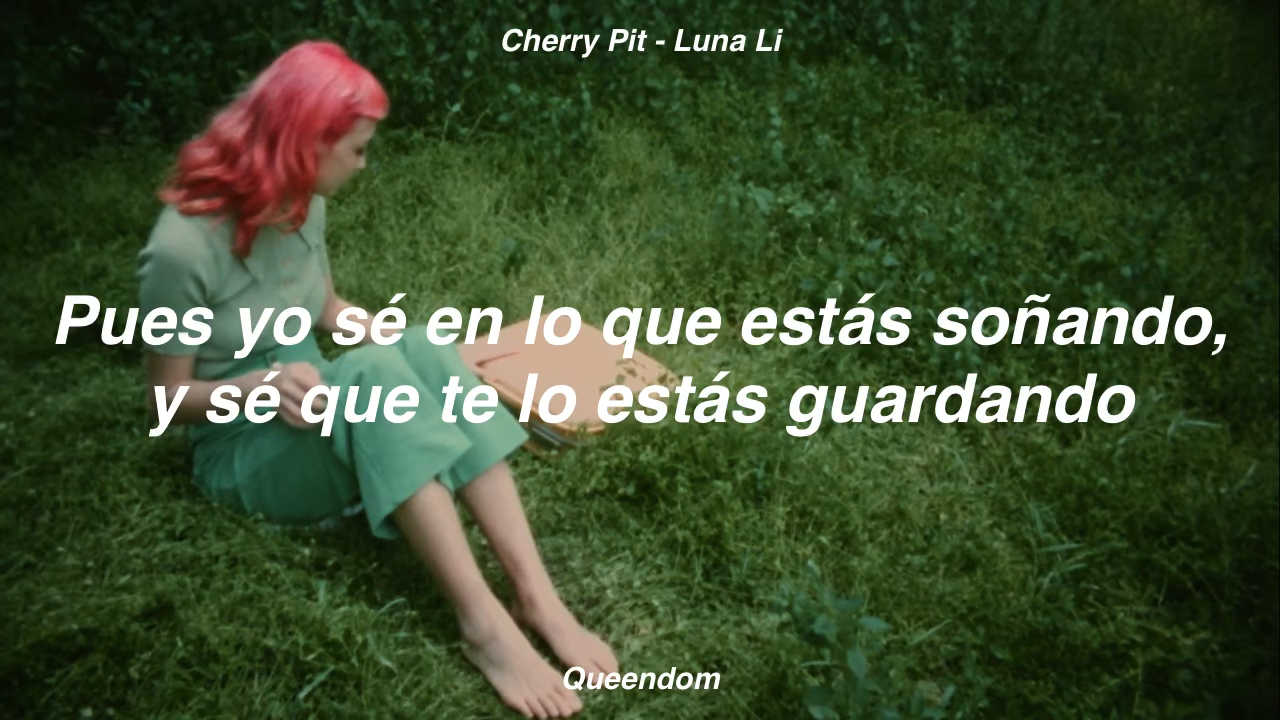 Cherry Pit - Luna Li
Pues yo sé en lo que estás soñando,
y sé que te lo estás guardando
Queendom